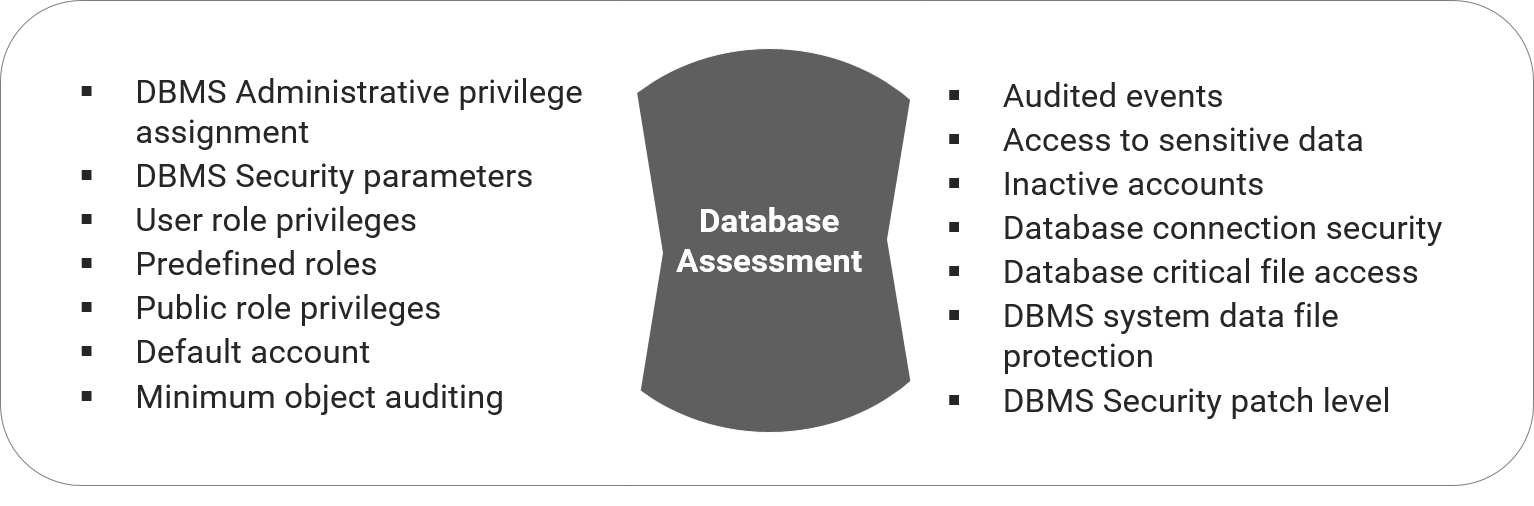 DBMS Administrative privilege
assignment
DBMS Security parameters
User role privileges
Predefined roles
Public role privileges
Default account
Minimum object auditing
Database
Assessment
Audited events
Access to sensitive data
Inactive accounts
Database connection security
Database critical file access
DBMS system data file
protection
DBMS Security patch level